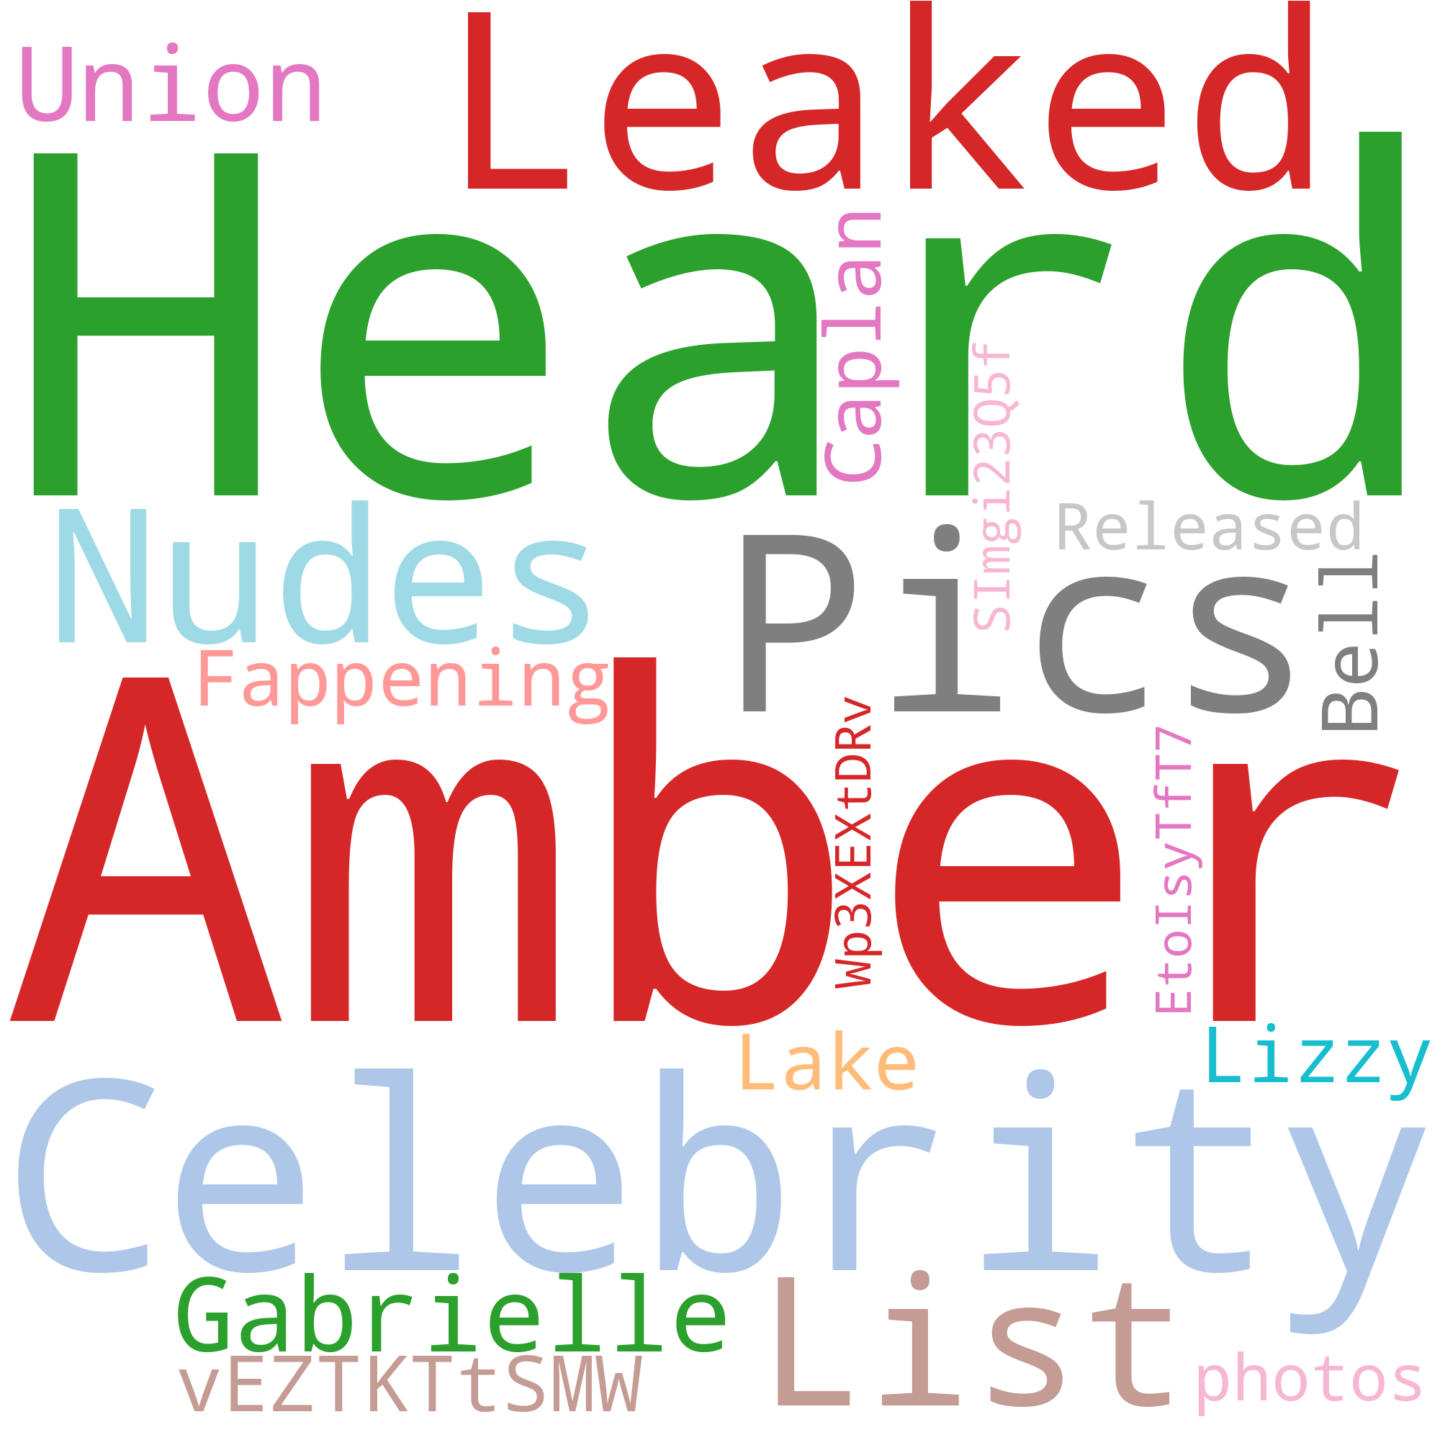 Union
Leaked
Heard
Caplan
SImgi23Q5f
Nudes
Pics
Released
Bell
Fappening
Amber
Wp3XEXtDRv
EtoIsyTfT7
Lake
Lizzy
Celebrity
Gabrielle
List
vEZTKTtSMW
photos